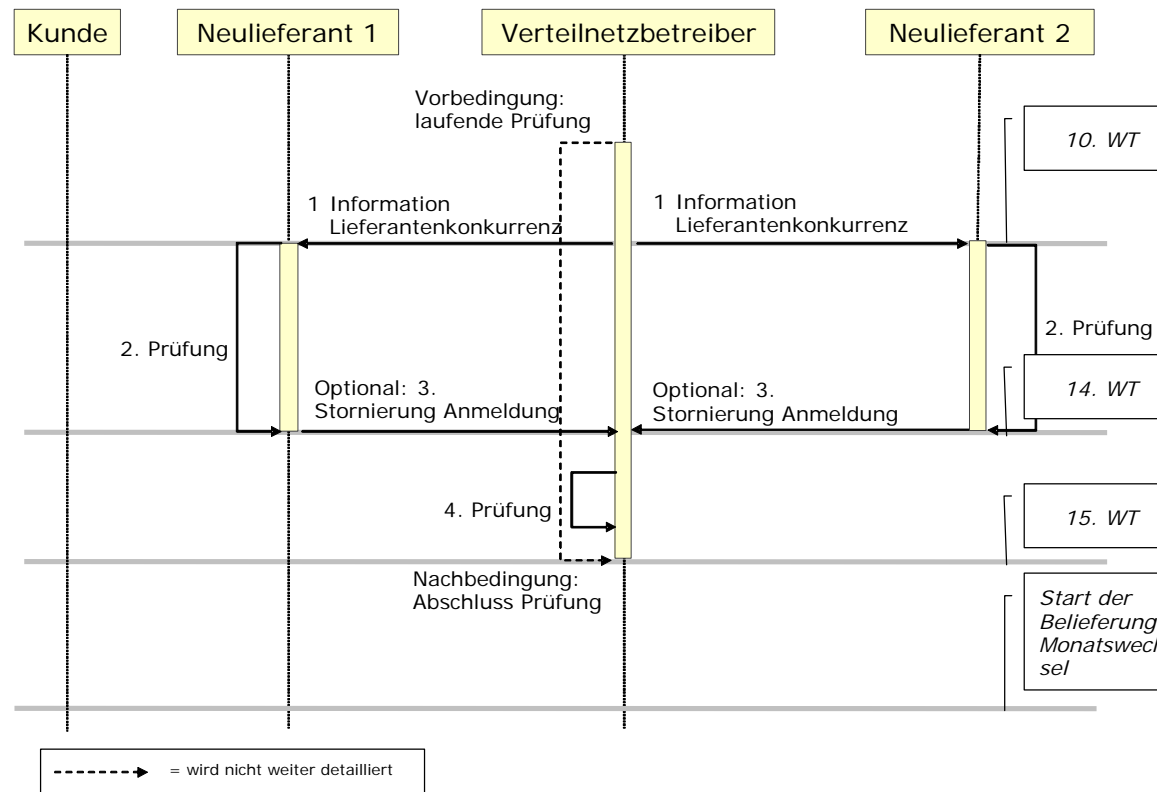 Kunde
Neulieferant 1
Verteilnetzbetreiber
Neulieferant 2
Vorbedingung:
laufende Prüfung
10. WT
1 Information
Lieferantenkonkurrenz
1 Information
Lieferantenkonkurrenz
2. Prüfung
2. Prüfung
Optional: 3.
Stornierung Anmeldung
Optional: 3.
Stornierung Anmeldung
14. WT
4. Prüfung
15. WT
Nachbedingung:
Abschluss Prüfung
Start der
Belieferung
Monatswech
sel
= wird nicht weiter detailliert